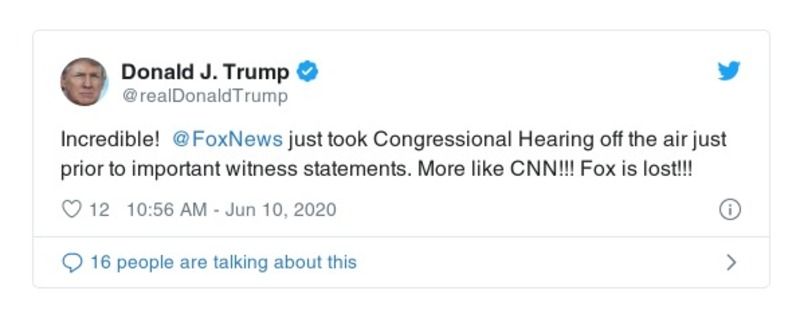 Donald J. Trump
@realDonaldTrump
Incredible! @FoxNews just took Congressional Hearing off the air just
prior to important witness statements. More like CNN!!! Fox is lost!!!
12 10:56 AM - Jun 10, 2020
16 people are talking about this